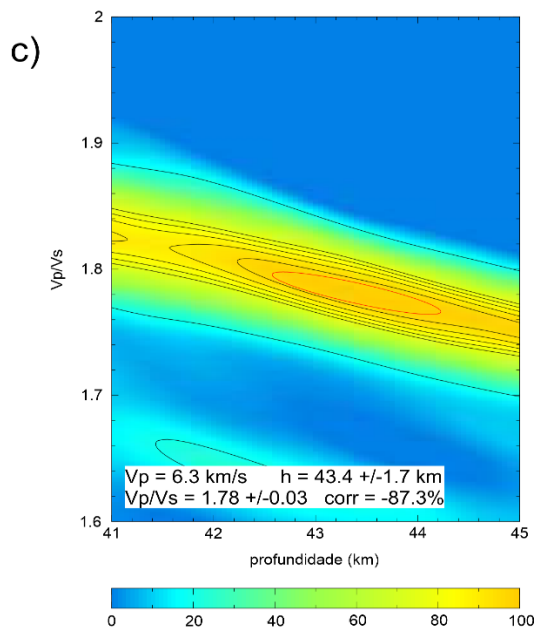 c)
2
1.9
1.8
1.7
1.6
Vp/Vs
Vp = 6.3 km/s h = 43.4 +/-1.7 km
Vp/Vs = 1.78 +/-0.03 corr = -87.3%
41 42 43 44 45
profundidade (km)
0 20 40 60 80 100